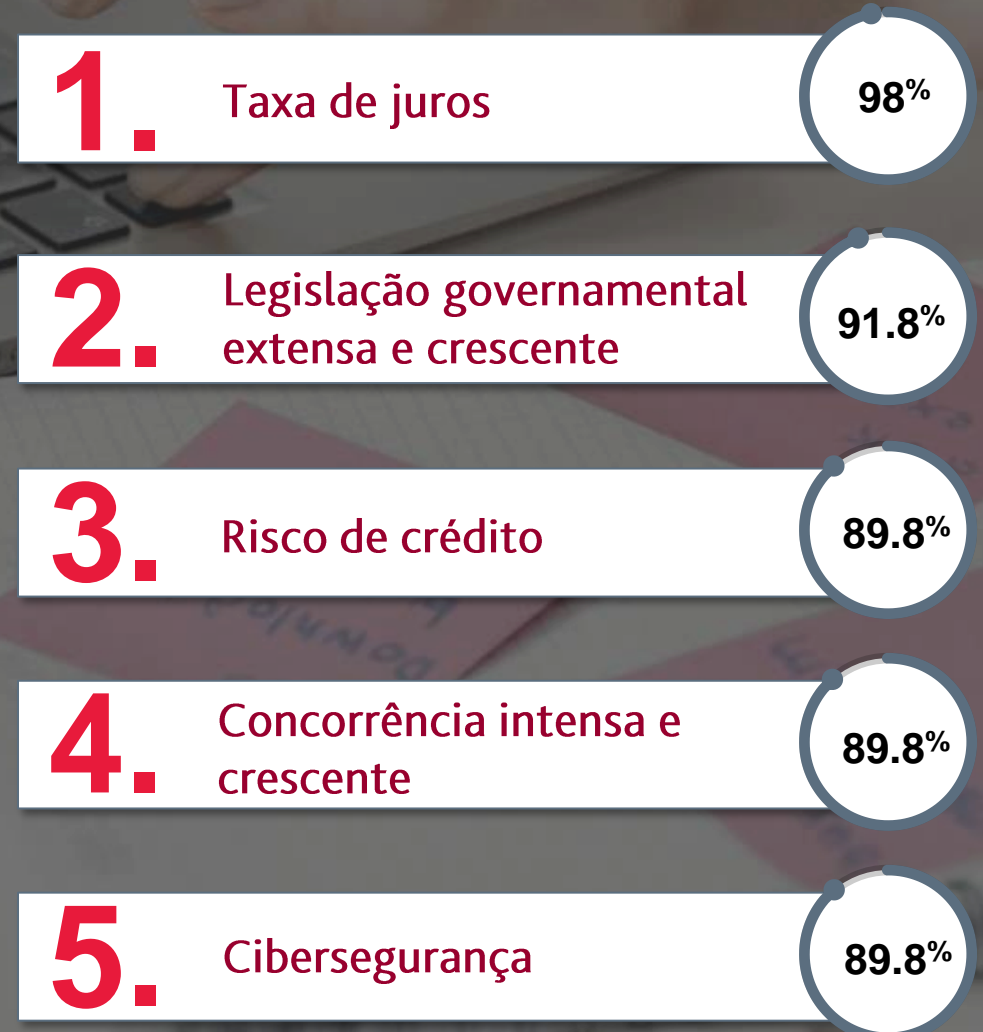 1.
Taxa de juros
98%
2.
Legislação governamental
extensa e crescente
91.8%
3.
Risco de crédito
89.8%
4.
Concorrência intensa e
crescente
89.8%
5.
Cibersegurança
89.8%